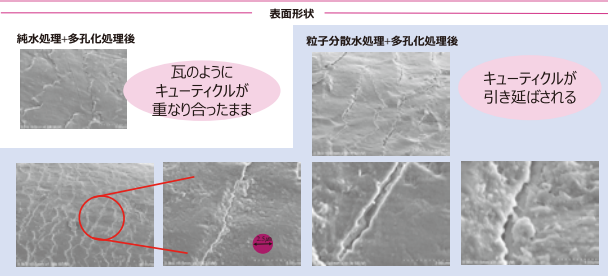 表面形状
純水処理+多孔化処理後
瓦のように
キューティクルが
重なり合ったまま
粒子分散水処理+多孔化処理後
キューティクルが
引き延ばされる